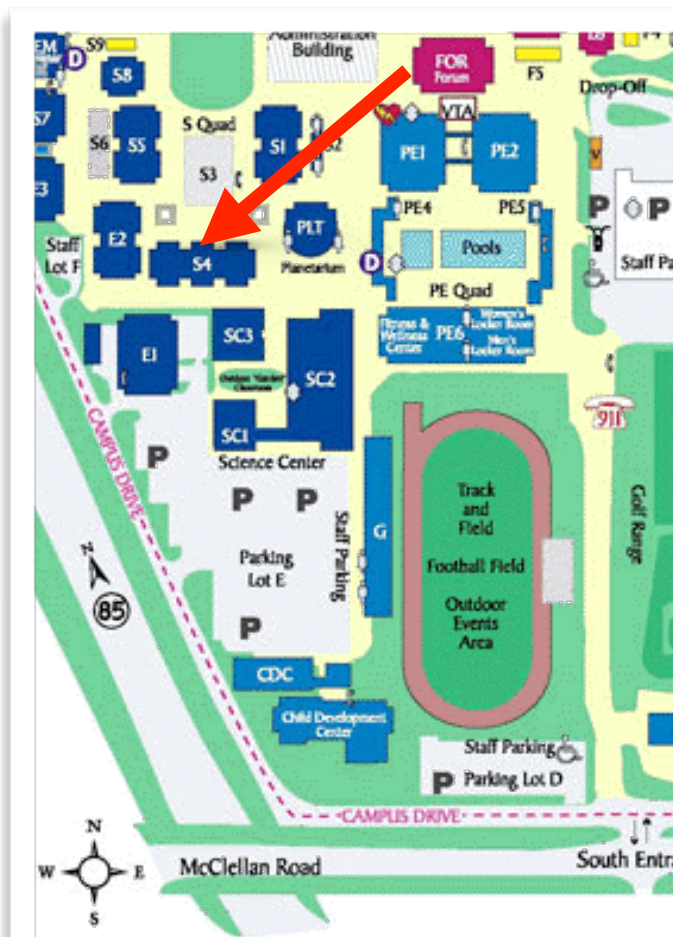 Administration
Building
EM
D
S9
S8
FOR
Forum
F5
F4
Drop-Off
S7
S6
S5
S Quad
S1
S2
VTA
PE1
PE2
S3
V
E3
PE4
PE5
P
P
E2
PLT
Staff
Lot F
S4
Planetarium
D
Pools
Staff Pa
PE Quad
E1
SC3
Fitness &
Wellness
Center
PE6
Women's
Locker Room
Men's
Locker Room
SC2
911
SC1
CAMPUS DRIVE
Science Center
P
P
P
Staff Parking
G
Track
and
Field
Football Field
Outdoor
Events
Area
Golf Range
N
85
Parking
Lot E
P
CDC
Child Development
Center
Staff Parking
P
Parking Lot D
CAMPUS DRIVE
N
W
E
S
McClellan Road
South Entra